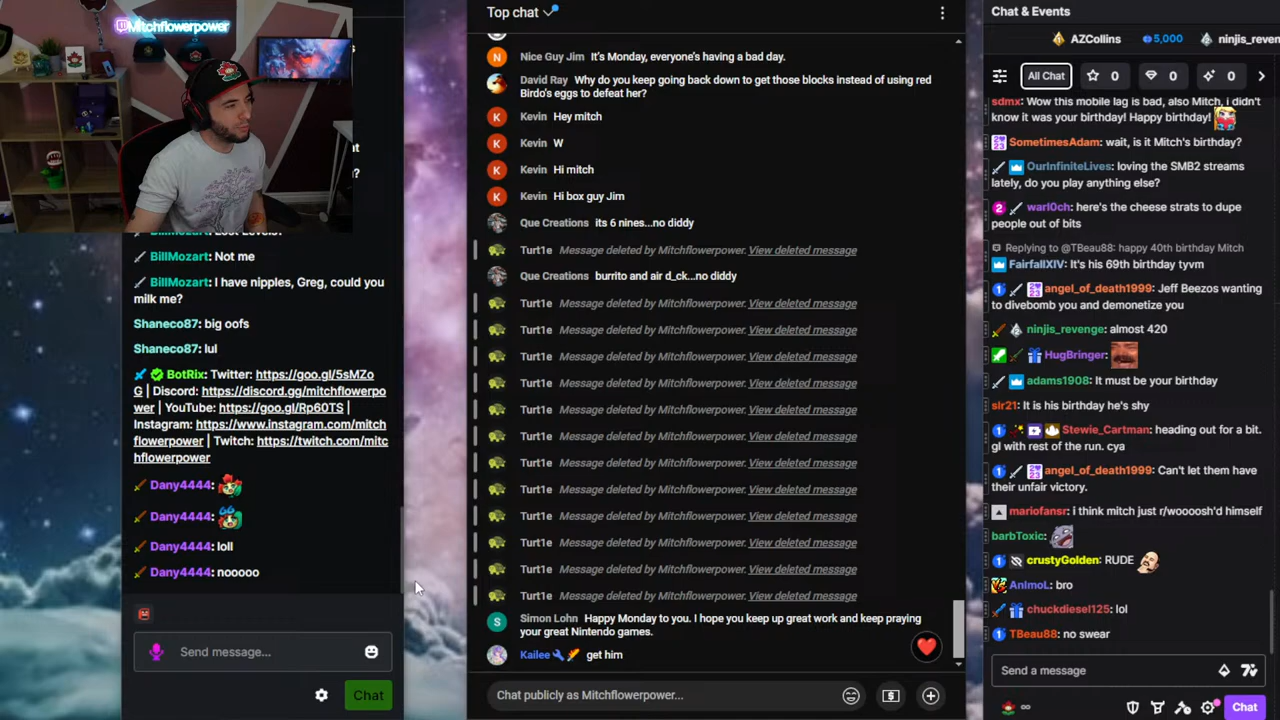 Mitchflowerpower
?
BillMozart: Not me
BillMozart: I have nipples, Greg, could you
milk me?
Shaneco87: big oofs
Shaneco87: lul
BotRix: Twitter: https://goo.gl/5sMZo
G | Discord: https://discord.gg/mitchflowerpo
wer | YouTube: https://goo.gl/Rp60TS |
Instagram: https://www.instagram.com/mitch
flowerpower | Twitch: https://twitch.com/mitc
hflowerpower
Dany4444:
Dany4444:
Dany4444: loll
Dany4444: nooooo
Send message...
Chat
Top chat
N Nice Guy Jim It's Monday, everyone's having a bad day.
David Ray Why do you keep going back down to get those blocks instead of using red
Birdo's eggs to defeat her?
K Kevin Hey mitch
K Kevin W
K Kevin Hi mitch
K Kevin Hi box guy Jim
Que Creations its 6 nines...no diddy
Turt1e Message deleted by Mitchflowerpower. View deleted message
Que Creations burrito and air d_ck...no diddy
Turt1e Message deleted by Mitchflowerpower. View deleted message
Turt1e Message deleted by Mitchflowerpower. View deleted message
Turt1e Message deleted by Mitchflowerpower. View deleted message
Turt1e Message deleted by Mitchflowerpower. View deleted message
Turt1e Message deleted by Mitchflowerpower. View deleted message
Turt1e Message deleted by Mitchflowerpower. View deleted message
Turt1e Message deleted by Mitchflowerpower. View deleted message
Turt1e Message deleted by Mitchflowerpower. View deleted message
Turt1e Message deleted by Mitchflowerpower. View deleted message
Turt1e Message deleted by Mitchflowerpower. View deleted message
Turt1e Message deleted by Mitchflowerpower. View deleted message
Turt1e Message deleted by Mitchflowerpower. View deleted message
S Simon Lohn Happy Monday to you. I hope you keep up great work and keep praying
your great Nintendo games.
Kailee get him
Chat publicly as Mitchflowerpower...
Chat & Events
1 AZCollins 5,000 ninjis_reven
All Chat 0 0 0
sdmx: Wow this mobile lag is bad, also Mitch, i didn't
know it was your birthday! Happy birthday!
SometimesAdam: wait, is it Mitch's birthday?
OurInfiniteLives: loving the SMB2 streams
lately, do you play anything else?
2 warl0ch: here's the cheese strats to dupe
people out of bits
Replying to @TBeau88: happy 40th birthday Mitch
FairfallXIV: It's his 69th birthday tyvm
1 angel_of_death1999: Jeff Beezos wanting
to divebomb you and demonetize you
ninjis_revenge: almost 420
HugBringer:
adams1908: It must be your birthday
slr21: It is his birthday he's shy
1 Stewie_Cartman: heading out for a bit.
gl with rest of the run. cya
1 angel_of_death1999: Can't let them have
their unfair victory.
mariofansr: i think mitch just r/woooosh'd himself
barbToxic:
1 crustyGolden: RUDE
AnImoL: bro
chuckdiesel125: lol
1 TBeau88: no swear
Send a message
∞
Chat